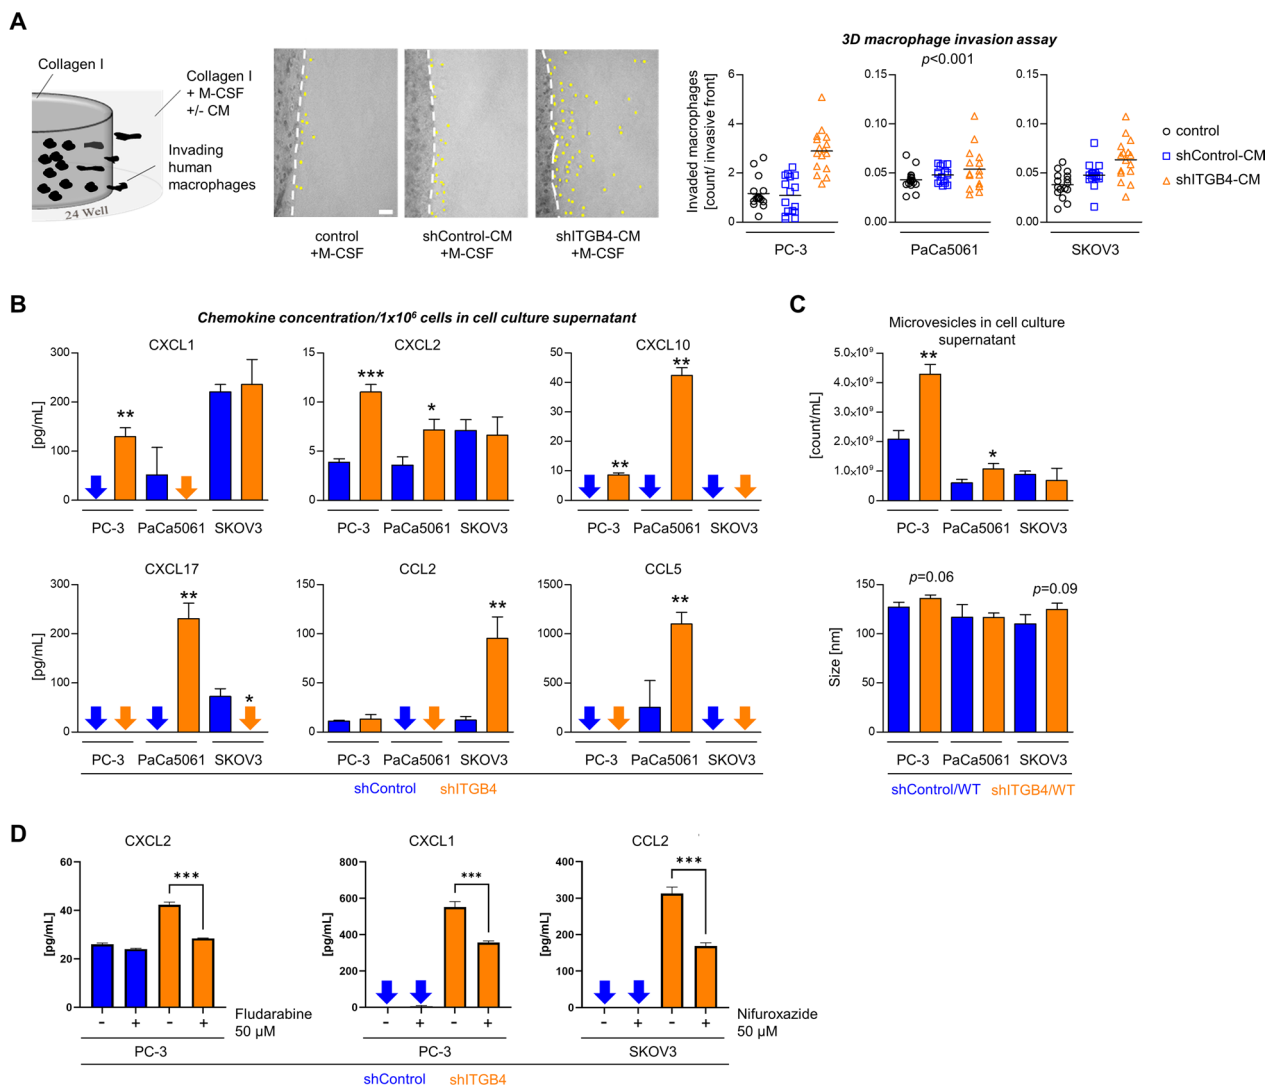 A
Collagen I
Collagen I
+ M-CSF
+/- CM
Invading
human
macrophages
24 Well
control
+M-CSF
shControl-CM
+M-CSF
shITGB4-CM
+M-CSF
3D macrophage invasion assay
p<0.001
Invaded macrophages
[count/ invasive front]
6
4
2
0
PC-3
0.15
0.10
0.05
0.00
PaCa5061
0.15
0.10
0.05
0.00
SKOV3
control
shControl-CM
shITGB4-CM
B
Chemokine concentration/1x10⁶ cells in cell culture supernatant
CXCL1
[pg/mL]
300
200
100
0
**
PC-3 PaCa5061 SKOV3
CXCL2
15
10
5
0
***
*
PC-3 PaCa5061 SKOV3
CXCL10
50
40
30
20
10
0
**
**
PC-3 PaCa5061 SKOV3
CXCL17
[pg/mL]
300
200
100
0
**
*
PC-3 PaCa5061 SKOV3
CCL2
150
100
50
0
**
PC-3 PaCa5061 SKOV3
CCL5
1500
1000
500
0
**
PC-3 PaCa5061 SKOV3
shControl shITGB4
C
Microvesicles in cell culture
supernatant
[count/mL]
5.0×10⁹
4.0×10⁹
3.0×10⁹
2.0×10⁹
1.0×10⁹
0
**
*
PC-3 PaCa5061 SKOV3
Size [nm]
150
100
50
0
p=0.06
p=0.09
PC-3 PaCa5061 SKOV3
shControl/WT shITGB4/WT
D
CXCL2
[pg/mL]
60
40
20
0
***
- + - +
Fludarabine
50 µM
PC-3
CXCL1
[pg/mL]
800
600
400
200
0
***
- + - +
PC-3
CCL2
[pg/mL]
400
300
200
100
0
***
- + - +
Nifuroxazide
50 µM
SKOV3
shControl shITGB4